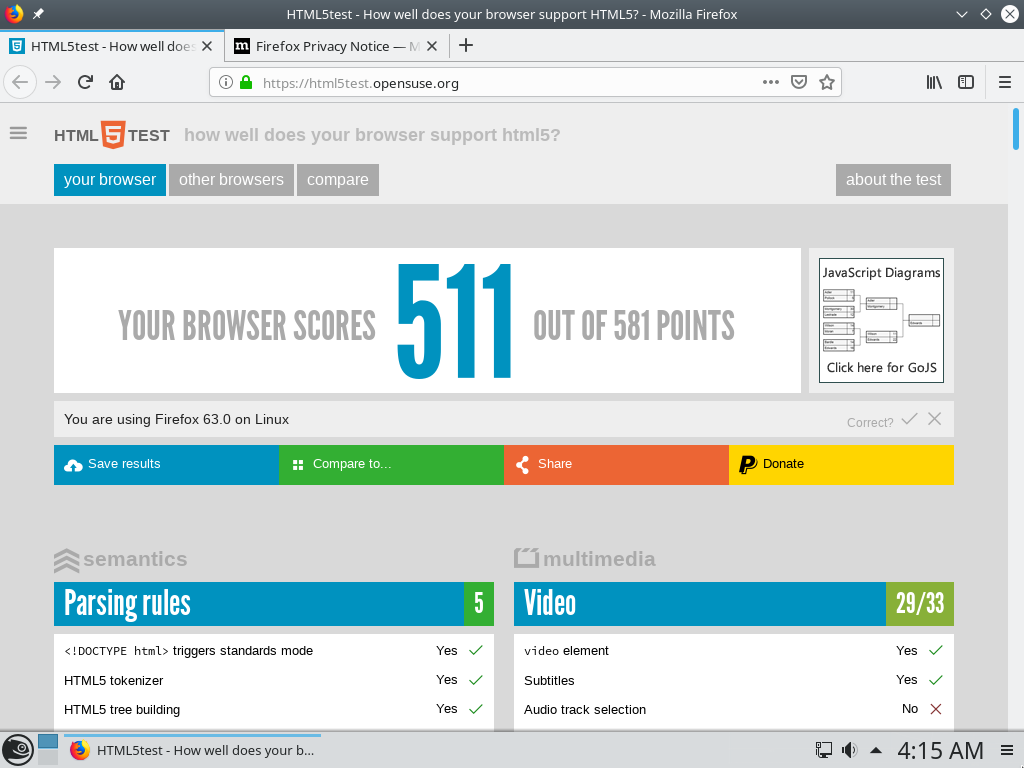 HTML5test - How well does your browser support HTML5? - Mozilla Firefox
HTML5test - How well does
Firefox Privacy Notice — M
https://html5test.opensuse.org
HTML 5 TEST how well does your browser support html5?
your browser other browsers compare about the test
YOUR BROWSER SCORES 511 OUT OF 581 POINTS
JavaScript Diagrams
Click here for GoJS
You are using Firefox 63.0 on Linux
Correct?
Save results Compare to... Share Donate
semantics
Parsing rules 5
<!DOCTYPE html> triggers standards mode Yes
HTML5 tokenizer Yes
HTML5 tree building Yes
multimedia
Video 29/33
video element Yes
Subtitles Yes
Audio track selection No
HTML5test - How well does your b...
4:15 AM